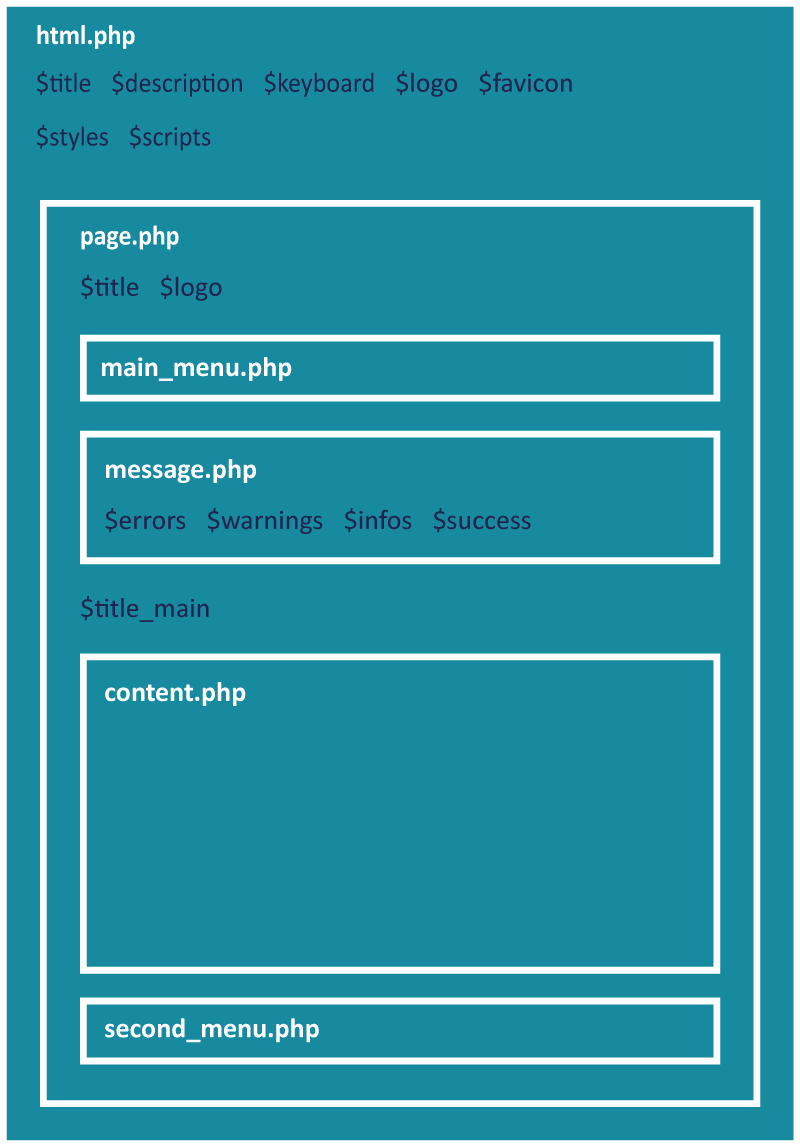 html.php
$title $description $keyboard $logo $favicon
$styles $scripts
page.php
$title $logo
main_menu.php
message.php
$errors $warnings $infos $success
$title_main
content.php
second_menu.php